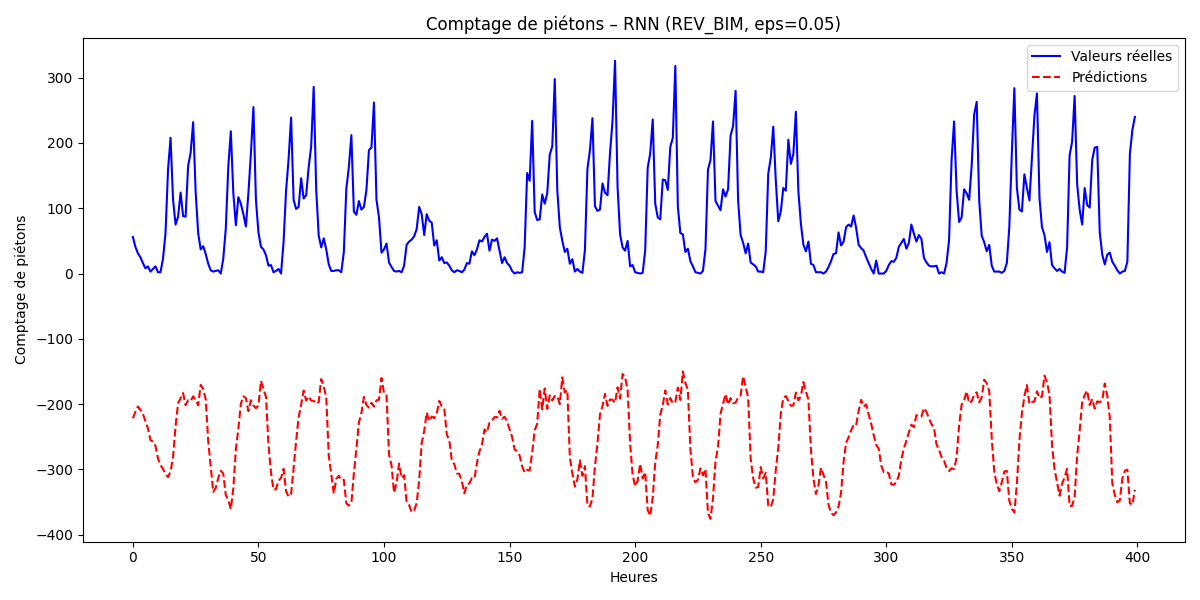 Comptage de piétons – RNN (REV_BIM, eps=0.05)
Valeurs réelles
Prédictions
Comptage de piétons
300
200
100
0
−100
−200
−300
−400
0 50 100 150 200 250 300 350 400
Heures